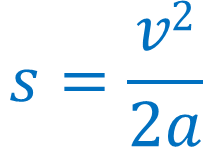 s = v²/2a